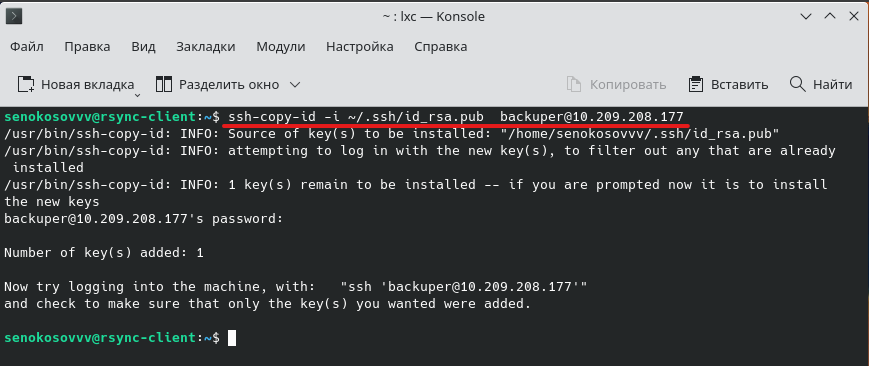 ~ : lxc — Konsole
Файл Правка Вид Закладки Модули Настройка Справка
Новая вкладка Разделить окно Копировать Вставить Найти
senokosovvv@rsync-client:~$ ssh-copy-id -i ~/.ssh/id_rsa.pub  backuper@10.209.208.177
/usr/bin/ssh-copy-id: INFO: Source of key(s) to be installed: "/home/senokosovvv/.ssh/id_rsa.pub"
/usr/bin/ssh-copy-id: INFO: attempting to log in with the new key(s), to filter out any that are already
 installed
/usr/bin/ssh-copy-id: INFO: 1 key(s) remain to be installed -- if you are prompted now it is to install
the new keys
backuper@10.209.208.177's password:
Number of key(s) added: 1
Now try logging into the machine, with:   "ssh 'backuper@10.209.208.177'"
and check to make sure that only the key(s) you wanted were added.
senokosovvv@rsync-client:~$